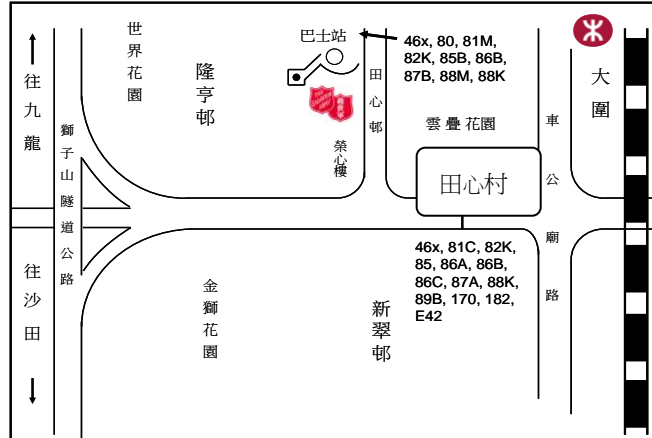 往九龍
獅子山隧道公路
往沙田
世界花園
隆亨邨
巴士站
46x, 80, 81M,
82K, 85B, 86B,
87B, 88M, 88K
田心邨
榮心樓
雲疊花園
田心村
車公廟路
大圍
46x, 81C, 82K,
85, 86A, 86B,
86C, 87A, 88K,
89B, 170, 182,
E42
金獅花園
新翠邨